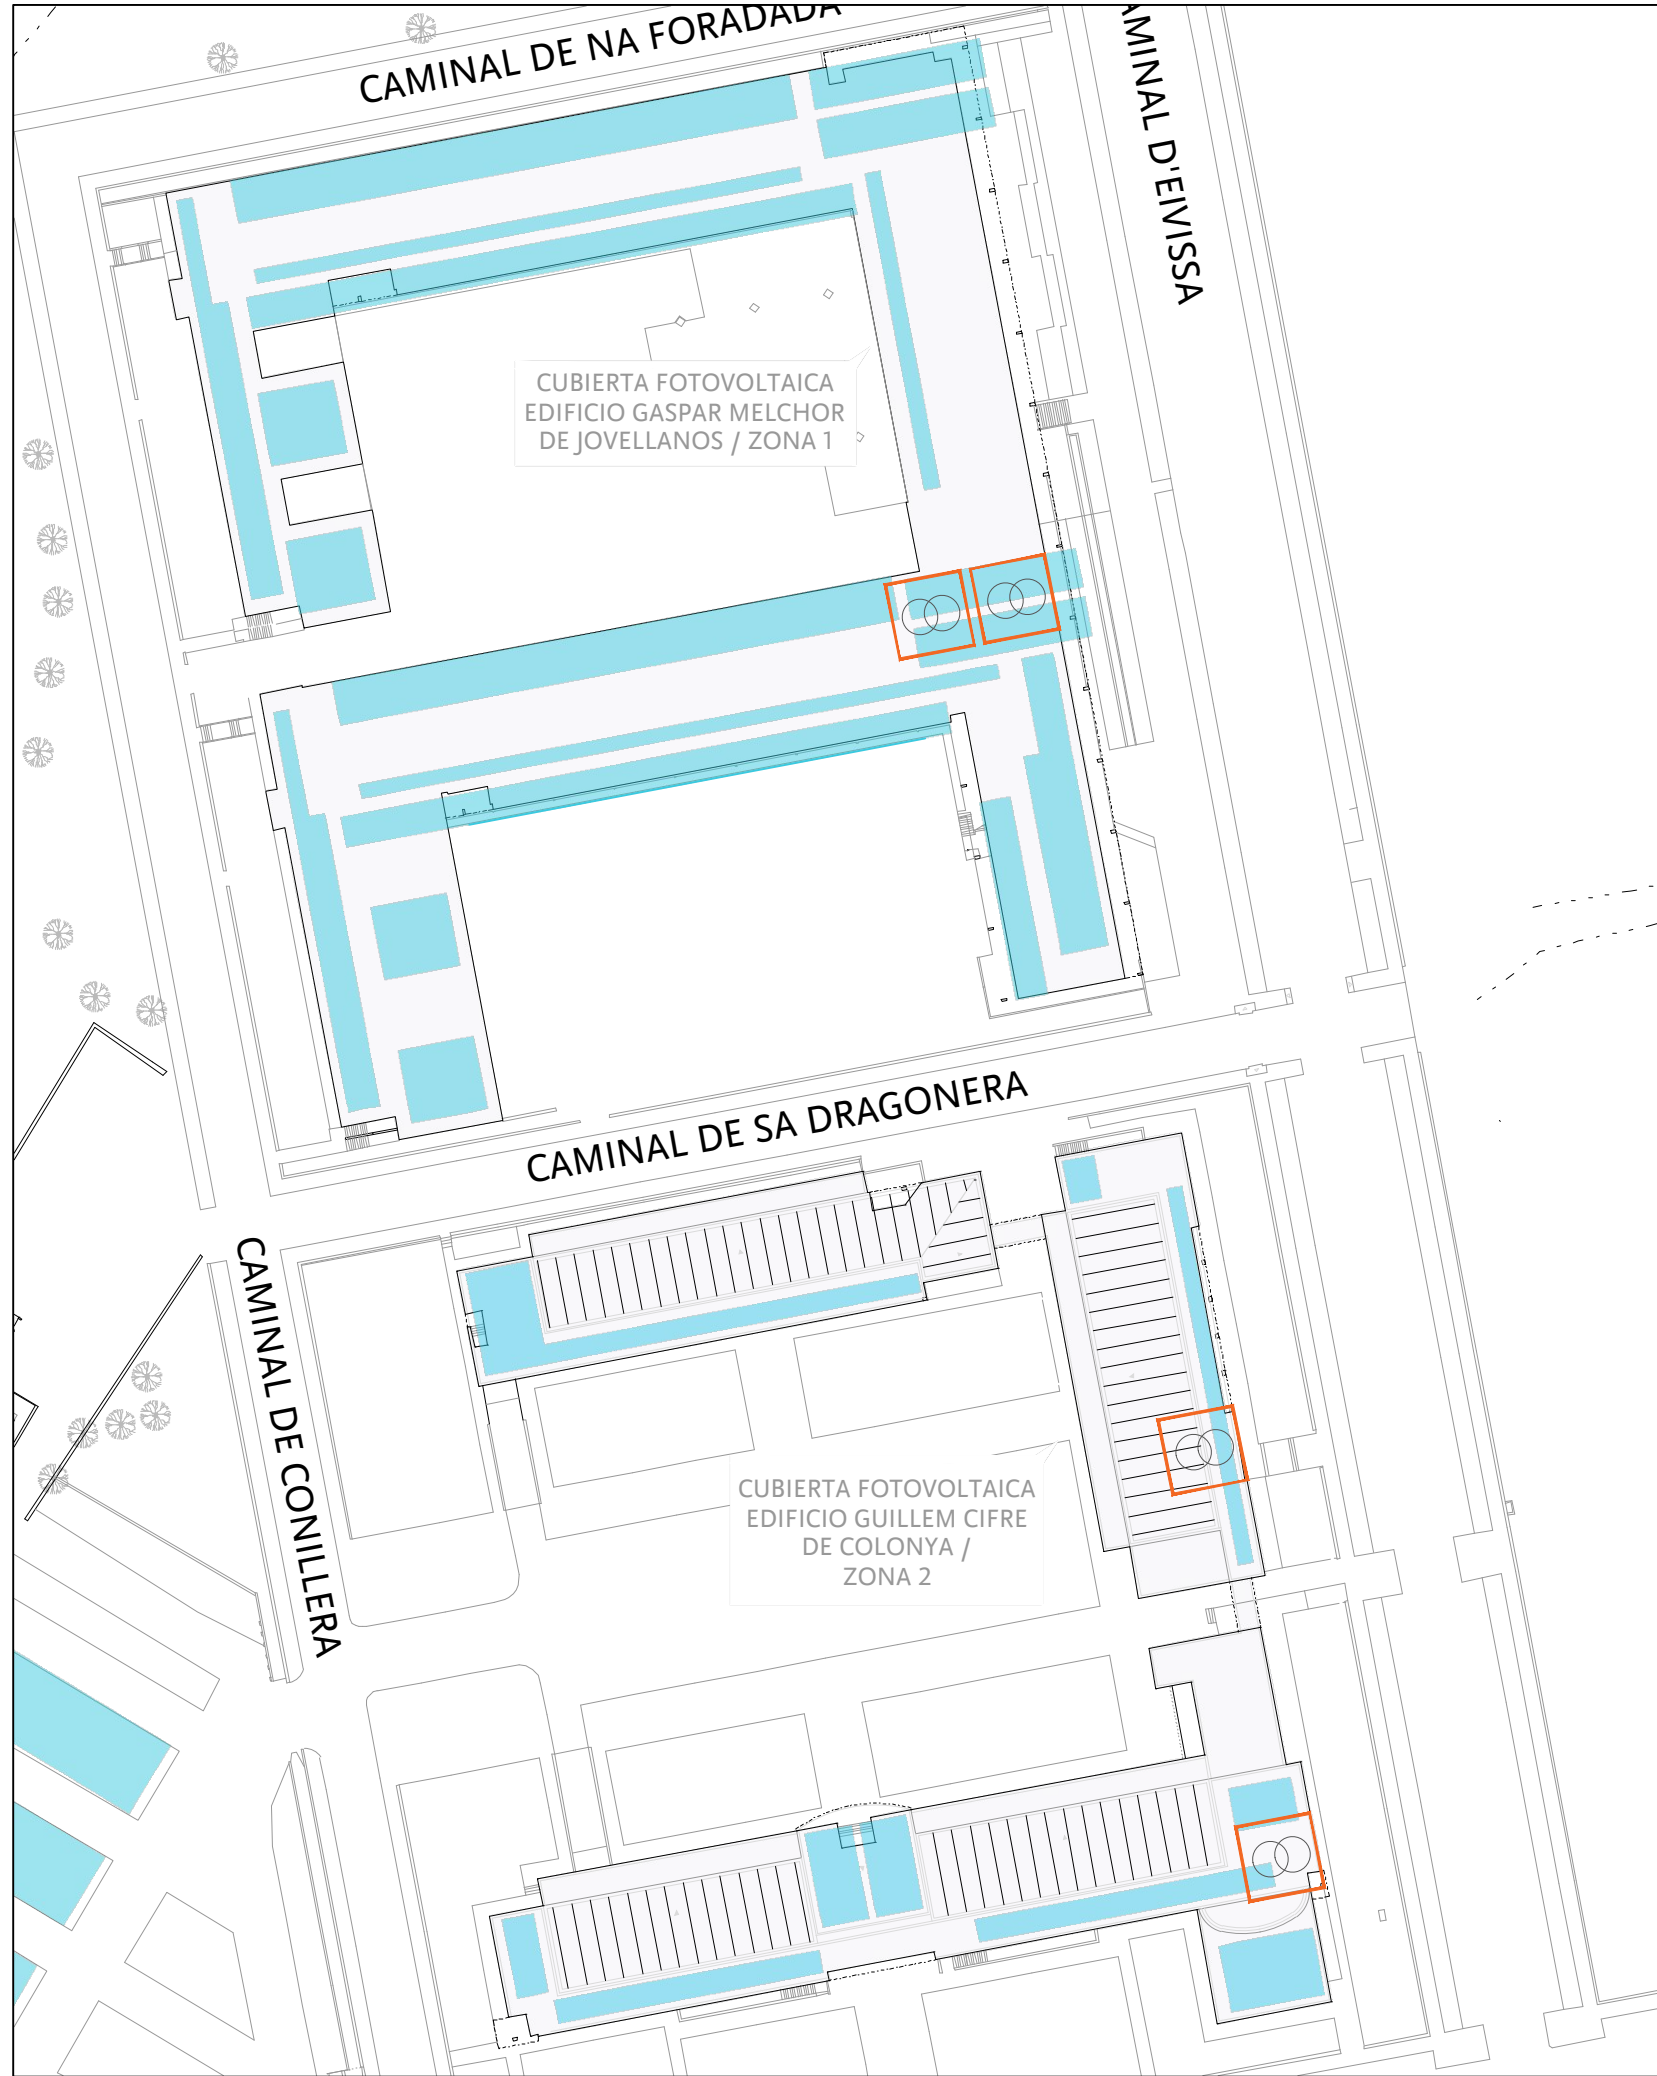 CAMINAL DE NA FORADADA
AMINAL D'EIVISSA
CUBIERTA FOTOVOLTAICA
EDIFICIO GASPAR MELCHOR
DE JOVELLANOS / ZONA 1
CAMINAL DE SA DRAGONERA
CAMINAL DE CONILLERA
CUBIERTA FOTOVOLTAICA
EDIFICIO GUILLEM CIFRE
DE COLONYA /
ZONA 2